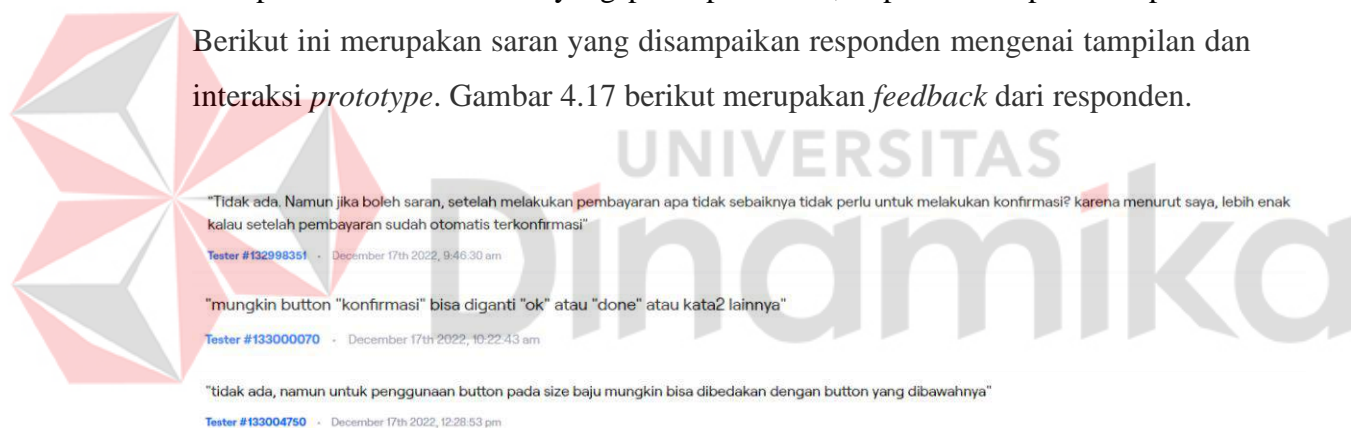 Berikut ini merupakan saran yang disampaikan responden mengenai tampilan dan
interaksi prototype. Gambar 4.17 berikut merupakan feedback dari responden.
UNIVERSITAS
Dinamika
"Tidak ada. Namun jika boleh saran, setelah melakukan pembayaran apa tidak sebaiknya tidak perlu untuk melakukan konfirmasi? karena menurut saya, lebih enak
kalau setelah pembayaran sudah otomatis terkonfirmasi"
Tester #132998351 · December 17th 2022, 9:46:30 am
"mungkin button "konfirmasi" bisa diganti "ok" atau "done" atau kata2 lainnya"
Tester #133000070 · December 17th 2022, 10:22:43 am
"tidak ada, namun untuk penggunaan button pada size baju mungkin bisa dibedakan dengan button yang dibawahnya"
Tester #133004750 · December 17th 2022, 12:28:53 pm